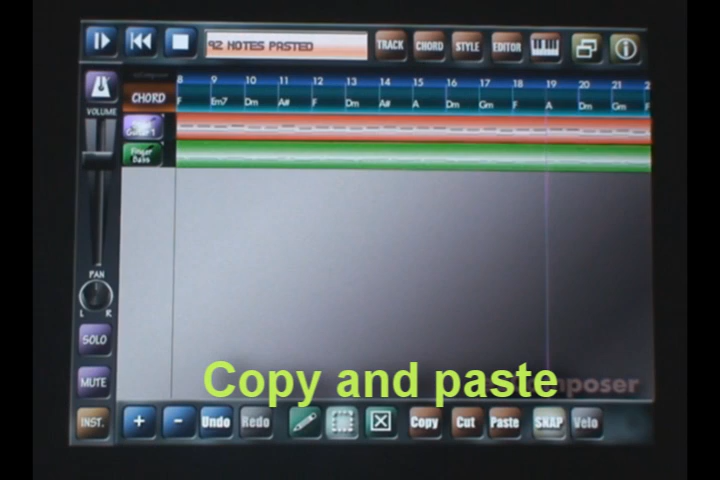 92 NOTES PASTED
TRACK
CHORD
STYLE
EDITOR
8 9 10 11 12 13 14 15 16 17 18 19 20 21 2
CHORD
F Em7 Dm A# F Dm A# A Dm Gm F A Dm Gm F
VOLUME
Finger
Bass
PAN
L R
SOLO
MUTE
INST.
Copy and paste
mposer
+
-
Undo
Redo
Copy
Cut
Paste
SNAP
Velo